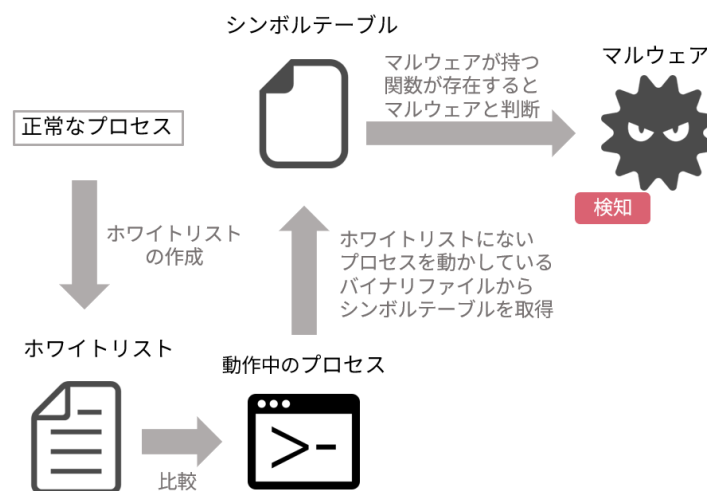 シンボルテーブル
マルウェアが持つ
関数が存在すると
マルウェアと判断
マルウェア
正常なプロセス
検知
ホワイトリスト
の作成
ホワイトリストにない
プロセスを動かしている
バイナリファイルから
シンボルテーブルを取得
ホワイトリスト
動作中のプロセス
比較